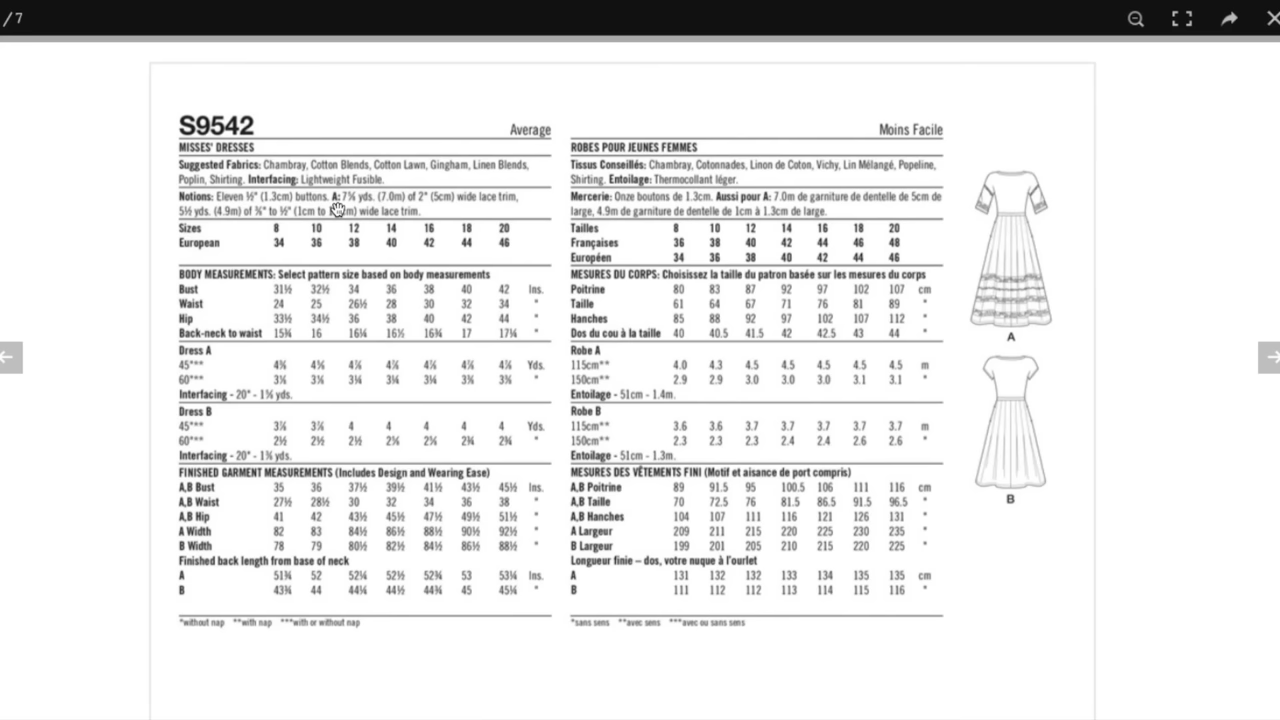 / 7
S9542 Average
MISSES' DRESSES
Suggested Fabrics: Chambray, Cotton Blends, Cotton Lawn, Gingham, Linen Blends,
Poplin, Shirting. Interfacing: Lightweight Fusible.
Notions: Eleven ½" (1.3cm) buttons. A: yds. (7.0m) of 2" (5cm) wide lace trim,
yds. (4.9m) of to ½" (1cm to wide lace trim.
Sizes 8 10 12 14 16 18 20
European 34 36 38 40 42 44 46
BODY MEASUREMENTS: Select pattern size based on body measurements
Bust 31½ 32½ 34 36 38 40 42 Ins.
Waist 24 25 26½ 28 30 32 34 "
Hip 33½ 34½ 36 38 40 42 44 "
Back-neck to waist 15¾ 16 16¼ 16½ 16¾ 17 17¼ "
Dress A
45"*** Yds.
60"*** "
Interfacing - 20" - yds.
Dress B
45"*** 4 4 4 4 4 Yds.
60"*** 2½ 2½ 2½ "
Interfacing - 20" - yds.
FINISHED GARMENT MEASUREMENTS (Includes Design and Wearing Ease)
A,B Bust 35 36 37½ 39½ 41½ 43½ 45½ Ins.
A,B Waist 27½ 28½ 30 32 34 36 38 "
A,B Hip 41 42 43½ 45½ 47½ 49½ 51½ "
A Width 82 83 84½ 86½ 88½ 90½ 92½ "
B Width 78 79 80½ 82½ 84½ 86½ 88½ "
Finished back length from base of neck
A 51¾ 52 52¼ 52½ 52¾ 53 53¼ Ins.
B 43¾ 44 44¼ 44½ 44¾ 45 45¼ "
*without nap **with nap ***with or without nap
Moins Facile
ROBES POUR JEUNES FEMMES
Tissus Conseillés: Chambray, Cotonnades, Linon de Coton, Vichy, Lin Mélangé, Popeline,
Shirting. Entoilage: Thermocollant léger.
Mercerie: Onze boutons de 1.3cm. Aussi pour A: 7.0m de garniture de dentelle de 5cm de
large, 4.9m de garniture de dentelle de 1cm à 1.3cm de large.
Tailles 8 10 12 14 16 18 20
Françaises 36 38 40 42 44 46 48
Européen 34 36 38 40 42 44 46
MESURES DU CORPS: Choisissez la taille du patron basée sur les mesures du corps
Poitrine 80 83 87 92 97 102 107 cm
Taille 61 64 67 71 76 81 89 "
Hanches 85 88 92 97 102 107 112 "
Dos du cou à la taille 40 40.5 41.5 42 42.5 43 44 "
Robe A
115cm** 4.0 4.3 4.5 4.5 4.5 4.5 4.5 m
150cm** 2.9 2.9 3.0 3.0 3.0 3.1 3.1 "
Entoilage - 51cm - 1.4m.
Robe B
115cm** 3.6 3.6 3.7 3.7 3.7 3.7 3.7 m
150cm** 2.3 2.3 2.3 2.4 2.4 2.6 2.6 "
Entoilage - 51cm - 1.3m.
MESURES DES VÊTEMENTS FINI (Motif et aisance de port compris)
A,B Poitrine 89 91.5 95 100.5 106 111 116 cm
A,B Taille 70 72.5 76 81.5 86.5 91.5 96.5 "
A,B Hanches 104 107 111 116 121 126 131 "
A Largeur 209 211 215 220 225 230 235 "
B Largeur 199 201 205 210 215 220 225 "
Longueur finie – dos, votre nuque à l'ourlet
A 131 132 132 133 134 135 135 cm
B 111 112 112 113 114 115 116 "
*sans sens **avec sens ***avec ou sans sens
A
B